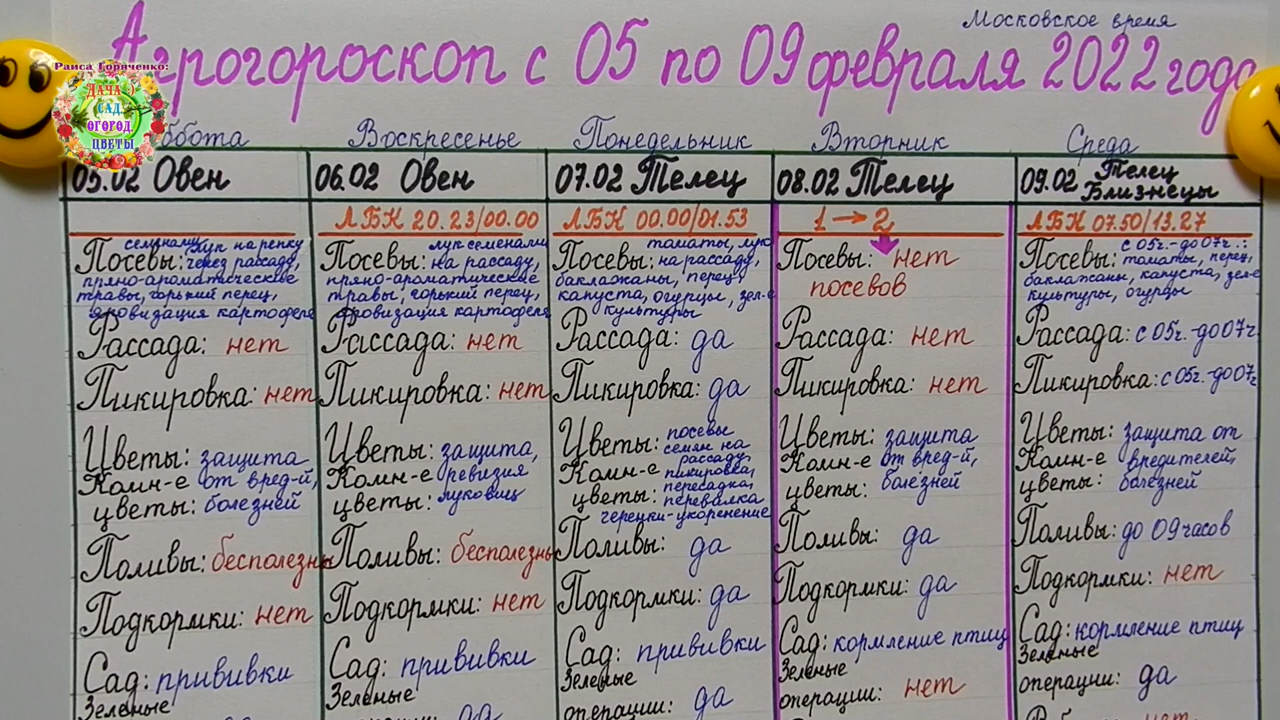 Московское время
Агрогороскоп с 05 по 09 февраля 2022 года
Раиса Горяченко:
ДАЧА :)
САД.
ОГОРОД.
ЦВЕТЫ
ббота
Воскресенье
Понедельник
Вторник
Среда
05.02 Овен
Посевы: семенами лук на репку
через рассаду,
пряно-ароматические
травы, горький перец,
яровизация картофеля
Рассада: нет
Пикировка: нет
Цветы: защита
Комн-е от вред-й,
цветы: болезней
Поливы: бесполезны
Подкормки: нет
Сад: прививки
Зеленые
да
06.02 Овен
ЛБК 20.23/00.00
Посевы: лук семенами
на рассаду,
пряно-ароматические
травы, горький перец,
яровизация картофеля
Рассада: нет
Пикировка: нет
Цветы: защита,
Комн-е ревизия
цветы: луковиц
Поливы: бесполезны
Подкормки: нет
Сад: прививки
Зеленые
операции: да
07.02 Телец
ЛБК 00.00/01.53
Посевы: томаты, лук
на рассаду,
баклажаны, перец,
капуста, огурцы, зел-е
культуры
Рассада: да
Пикировка: да
Цветы: посевы
семян на
рассаду,
Комн-е пикировка,
пересадка,
цветы: перевалка
черенки-укоренение
Поливы: да
Подкормки: да
Сад: прививки
Зеленые
операции: да
08.02 Телец
1 → 2
Посевы: нет
посевов
Рассада: нет
Пикировка: нет
Цветы: защита
Комн-е от вред-й,
цветы: болезней
Поливы: да
Подкормки: да
Сад: кормление птиц
Зеленые
операции: нет
09.02 Телец
Близнецы
ЛБК 07.50/13.27
Посевы: с 05ч.-до 07ч.:
томаты, перец,
баклажаны, капуста, зел-е
культуры, огурцы
Рассада: с 05ч.-до 07ч
Пикировка: с 05ч.-до 07ч
Цветы: защита от
Комн-е вредителей,
цветы: болезней
Поливы: до 09 часов
Подкормки: нет
Сад: кормление птиц
Зеленые
операции: да